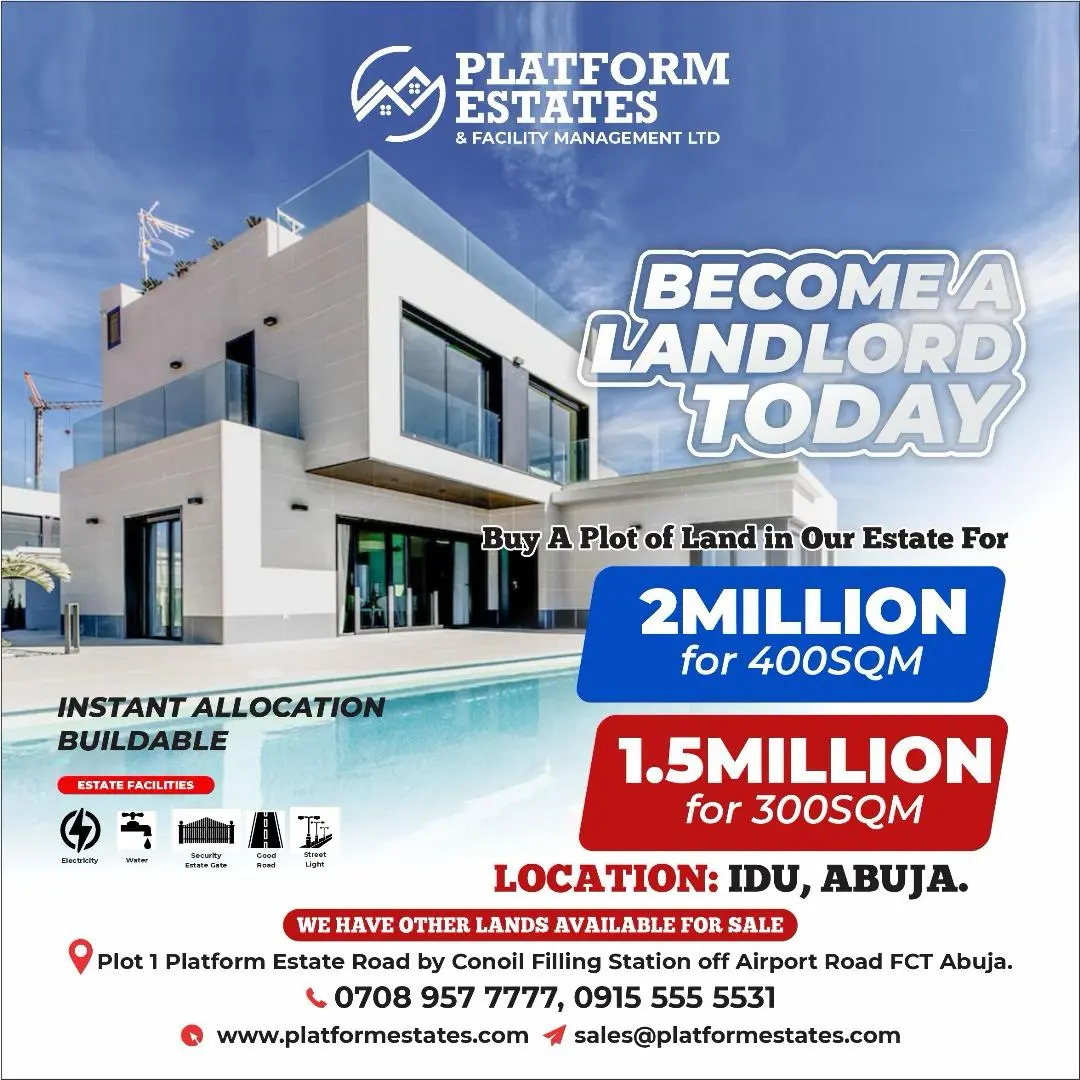 PLATFORM
ESTATES
& FACILITY MANAGEMENT LTD
BECOME A
LANDLORD
TODAY
Buy A Plot of Land in Our Estate For
2MILLION
for 400SQM
1.5MILLION
for 300SQM
INSTANT ALLOCATION
BUILDABLE
ESTATE FACILITIES
Electricity
Water
Security
Estate Gate
Good
Road
Street
Light
LOCATION: IDU, ABUJA.
WE HAVE OTHER LANDS AVAILABLE FOR SALE
Plot 1 Platform Estate Road by Conoil Filling Station off Airport Road FCT Abuja.
0708 957 7777, 0915 555 5531
www.platformestates.com sales@platformestates.com